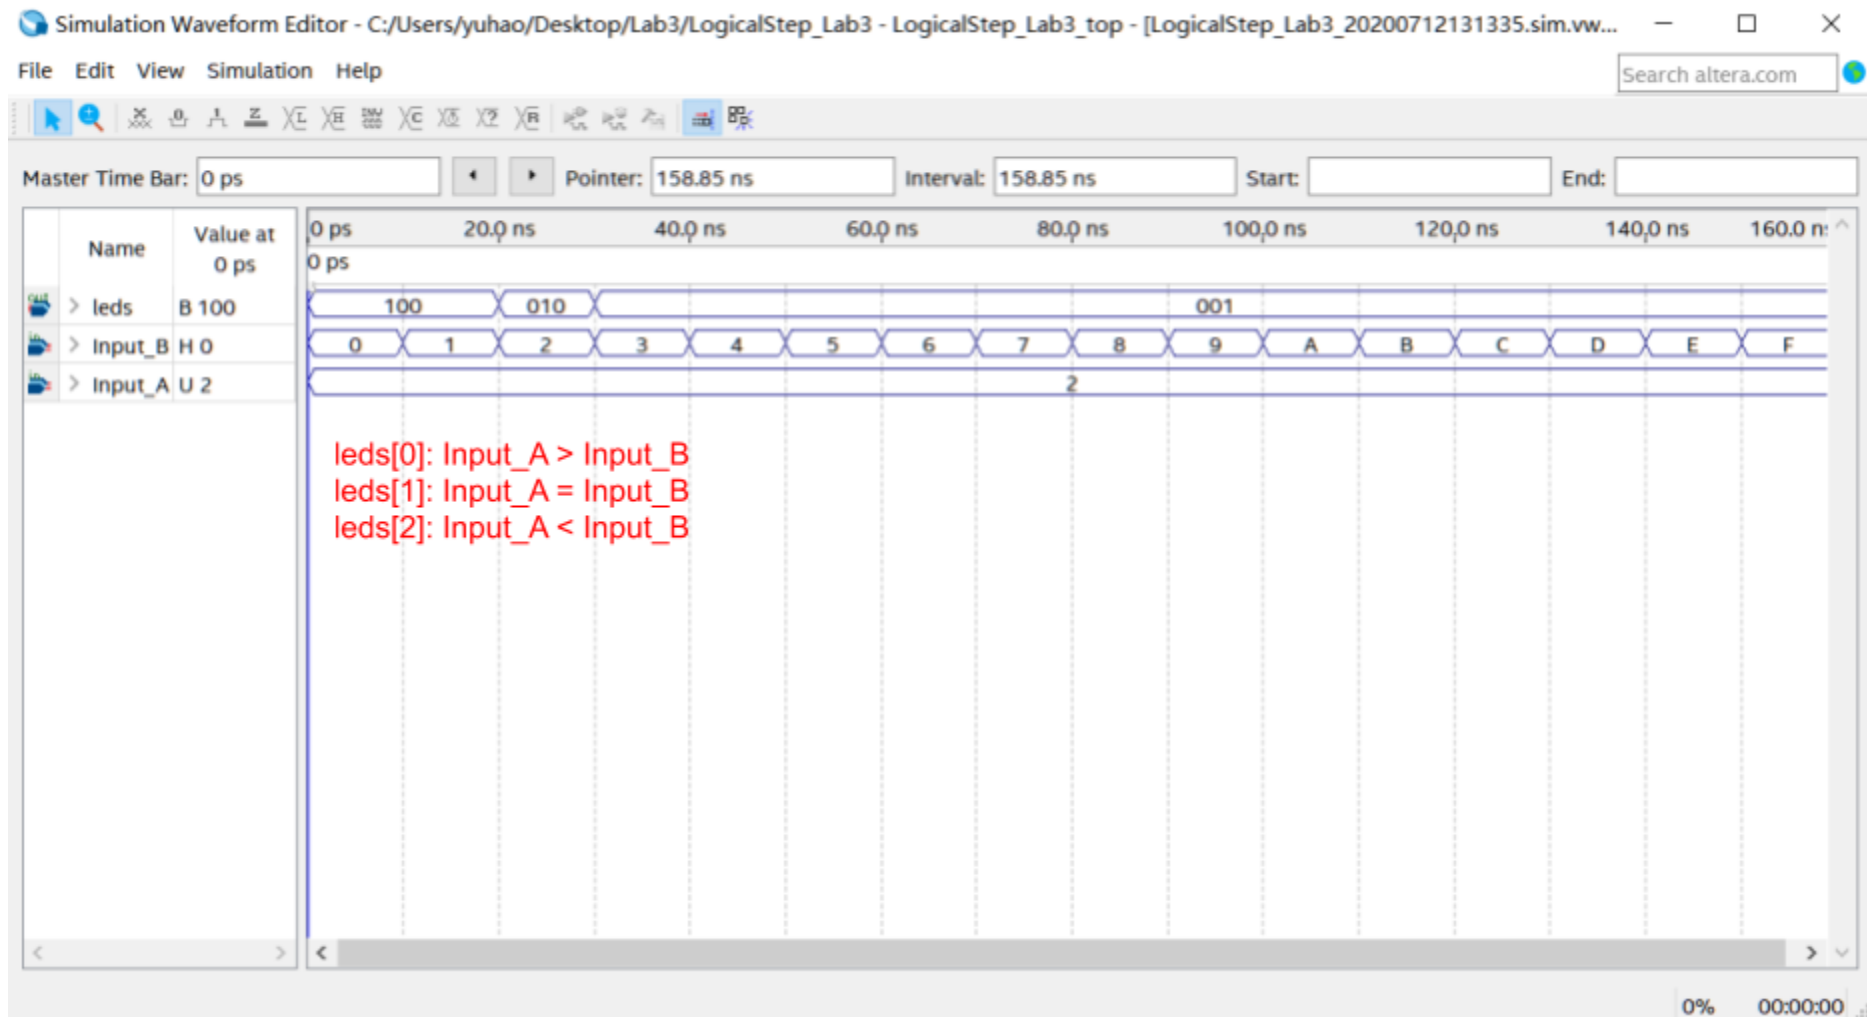 Simulation Waveform Editor - C:/Users/yuhao/Desktop/Lab3/LogicalStep_Lab3 - LogicalStep_Lab3_top - [LogicalStep_Lab3_20200712131335.sim.vw...
File Edit View Simulation Help
Search altera.com
Master Time Bar: 0 ps Pointer: 158.85 ns Interval: 158.85 ns Start: End:
Name Value at 0 ps
0 ps 20.0 ns 40.0 ns 60.0 ns 80.0 ns 100.0 ns 120.0 ns 140.0 ns 160.0 n
0 ps
leds B 100 100 010 001
Input_B H 0 0 1 2 3 4 5 6 7 8 9 A B C D E F
Input_A U 2 2
leds[0]: Input_A > Input_B
leds[1]: Input_A = Input_B
leds[2]: Input_A < Input_B
0% 00:00:00